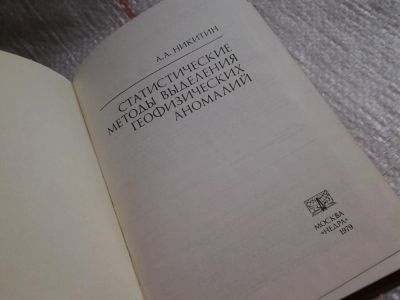 А.А. НИКИТИН
СТАТИСТИЧЕСКИЕ
МЕТОДЫ ВЫДЕЛЕНИЯ
ГЕОФИЗИЧЕСКИХ
АНОМАЛИЙ
МОСКВА
«НЕДРА»
1979